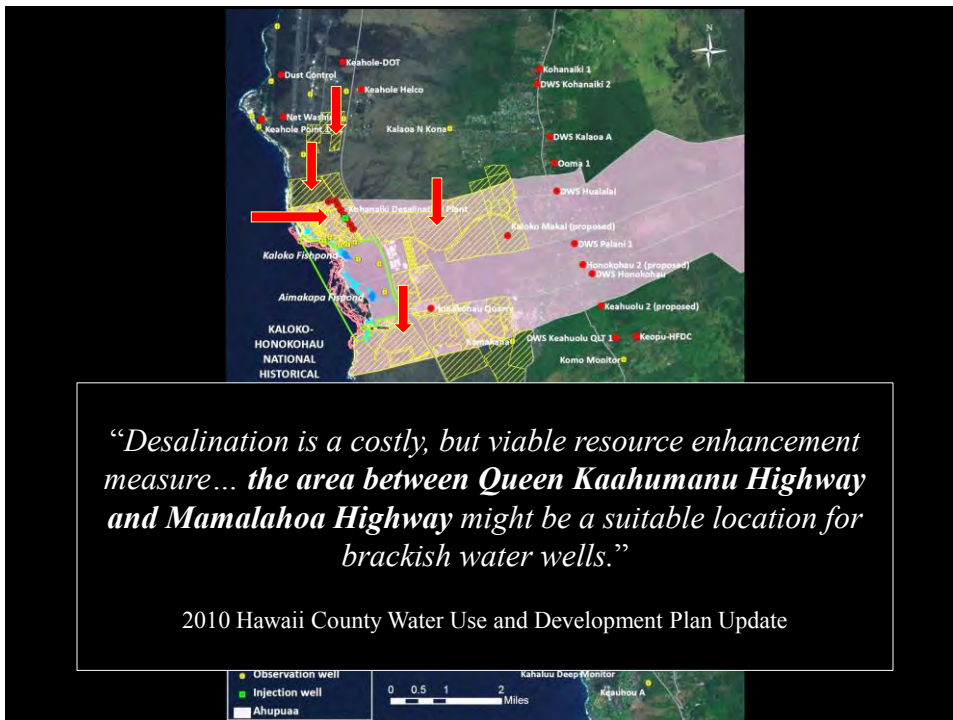 N
Keahole-DOT
Dust Control
Keahole Helco
Kohanaiki 1
DWS Kohanaiki 2
Keahole Point 1
Kalaoa N Kona
DWS Kalaoa A
Ooma 1
DWS Hualalai
Kohanaiki Desalination Plant
Kaloko Makai (proposed)
DWS Palani 1
Kaloko Fishpond
Honokohau 2 (proposed)
DWS Honokohau
Aimakapa Fispond
Honokohau Quarry
Keahuolu 2 (proposed)
KALOKO-
HONOKOHAU
NATIONAL
HISTORICAL
DWS Keahuolu QLT 1
Keopu-HFDC
Komo Monitor
“Desalination is a costly, but viable resource enhancement
measure… the area between Queen Kaahumanu Highway
and Mamalahoa Highway might be a suitable location for
brackish water wells.”
2010 Hawaii County Water Use and Development Plan Update
Observation well
Injection well
Ahupuaa
0 0.5 1 2
Miles
Kahaluu Deep Monitor
Keauhou A